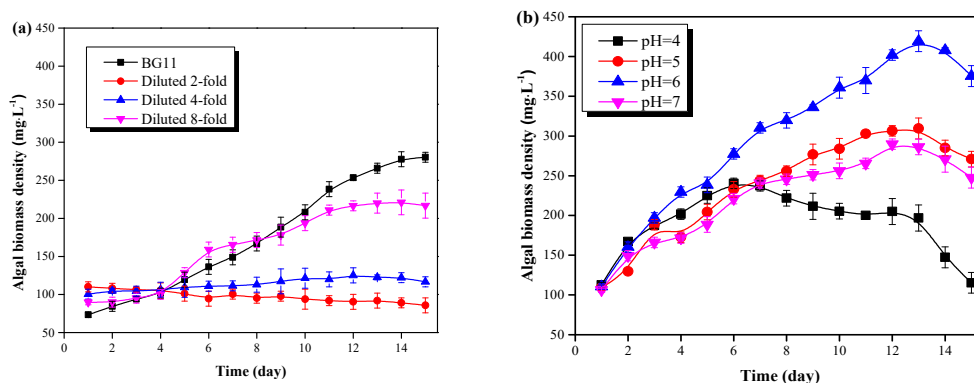 (a)
BG11
Diluted 2-fold
Diluted 4-fold
Diluted 8-fold
Algal biomass density (mg·L⁻¹)
450
400
350
300
250
200
150
100
50
0 2 4 6 8 10 12 14
Time (day)
(b)
pH=4
pH=5
pH=6
pH=7
Algal biomass density (mg·L⁻¹)
450
400
350
300
250
200
150
100
50
0 2 4 6 8 10 12 14
Time (day)